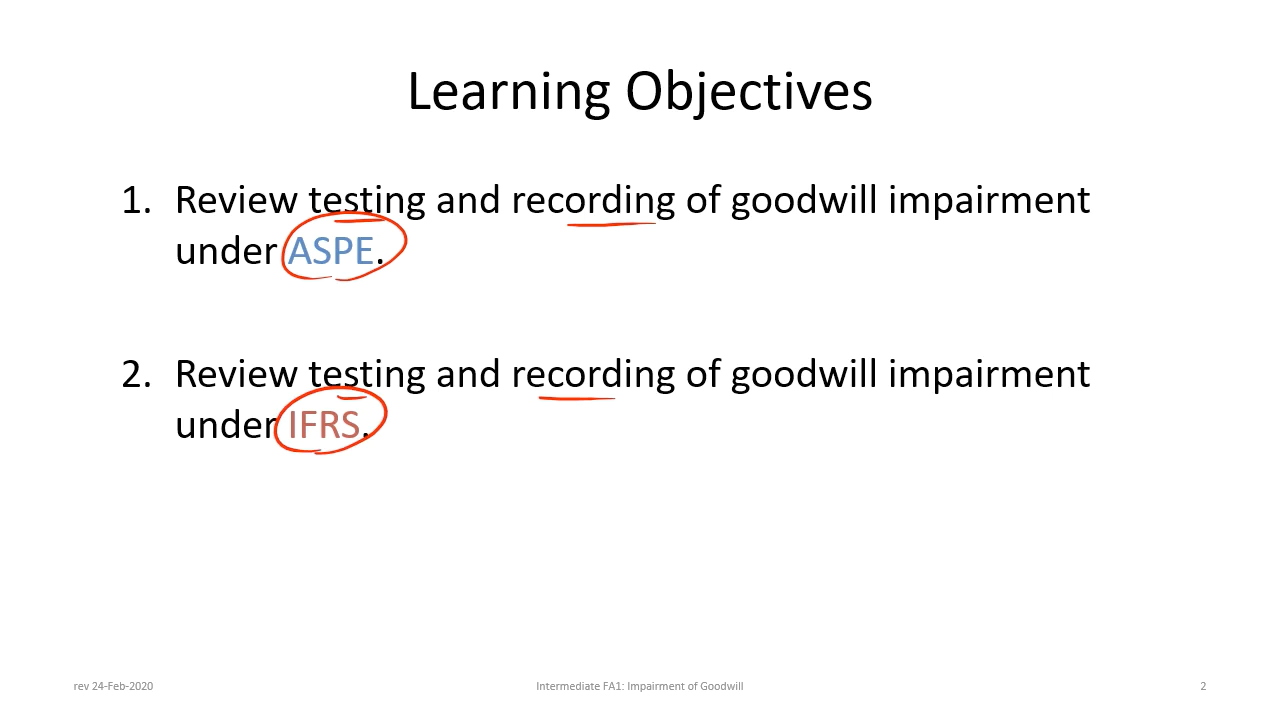 Learning Objectives
1. Review testing and recording of goodwill impairment
under ASPE.
2. Review testing and recording of goodwill impairment
under IFRS.
rev 24-Feb-2020
Intermediate FA1: Impairment of Goodwill
2